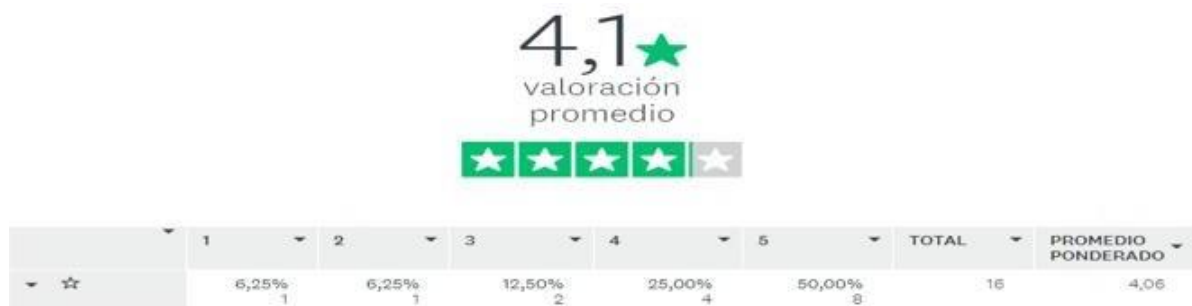 4,1
valoración
promedio
1 2 3 4 5 TOTAL PROMEDIO PONDERADO
6,25% 6,25% 12,50% 25,00% 50,00% 16 4,06
1 1 2 4 8